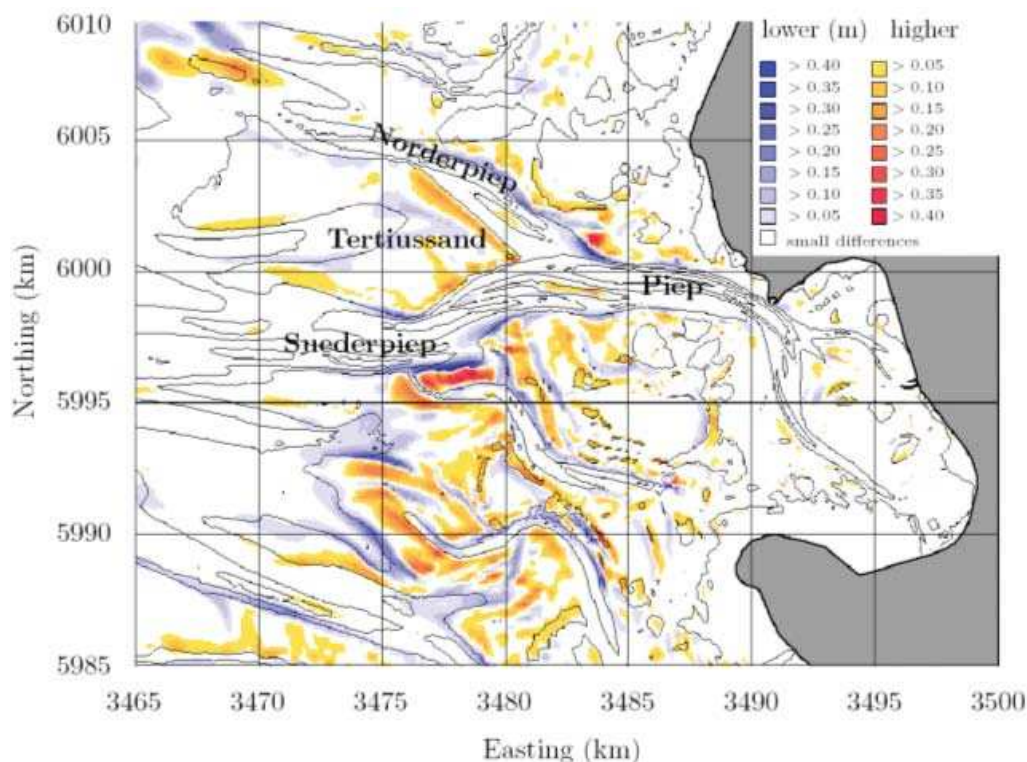 6010
6005
6000
5995
5990
5985
Northing (km)
3465 3470 3475 3480 3485 3490 3495 3500
Easting (km)
Norderpiep
Tertiussand
Piep
Suederpiep
lower (m) higher
> 0.40 > 0.05
> 0.35 > 0.10
> 0.30 > 0.15
> 0.25 > 0.20
> 0.20 > 0.25
> 0.15 > 0.30
> 0.10 > 0.35
> 0.05 > 0.40
small differences